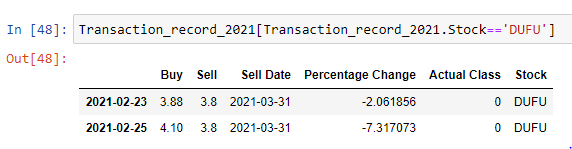 In [48]: Transaction_record_2021[Transaction_record_2021.Stock=='DUFU']
Out[48]:
Buy Sell Sell Date Percentage Change Actual Class Stock
2021-02-23 3.88 3.8 2021-03-31 -2.061856 0 DUFU
2021-02-25 4.10 3.8 2021-03-31 -7.317073 0 DUFU